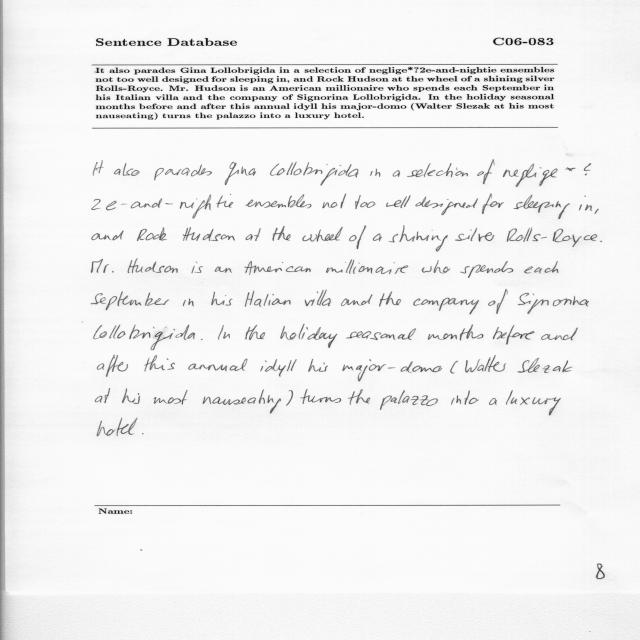 Sentence Database C06-083
It also parades Gina Lollobrigida in a selection of neglige*?2e-and-nightie ensembles
not too well designed for sleeping in, and Rock Hudson at the wheel of a shining silver
Rolls-Royce. Mr. Hudson is an American millionaire who spends each September in
his Italian villa and the company of Signorina Lollobrigida. In the holiday seasonal
months before and after this annual idyll his major-domo (Walter Slezak at his most
nauseating) turns the palazzo into a luxury hotel.
It also parades Gina Lollobrigida in a selection of neglige * ?
2e-and-nightie ensembles not too well designed for sleeping in,
and Rock Hudson at the wheel of a shining silver Rolls-Royce.
Mr. Hudson is an American millionaire who spends each
September in his Italian villa and the company of Signorina
Lollobrigida. In the holiday seasonal months before and
after this annual idyll his major-domo (Walter Slezak
at his most nauseating) turns the palazzo into a luxury
hotel.
Name:
8